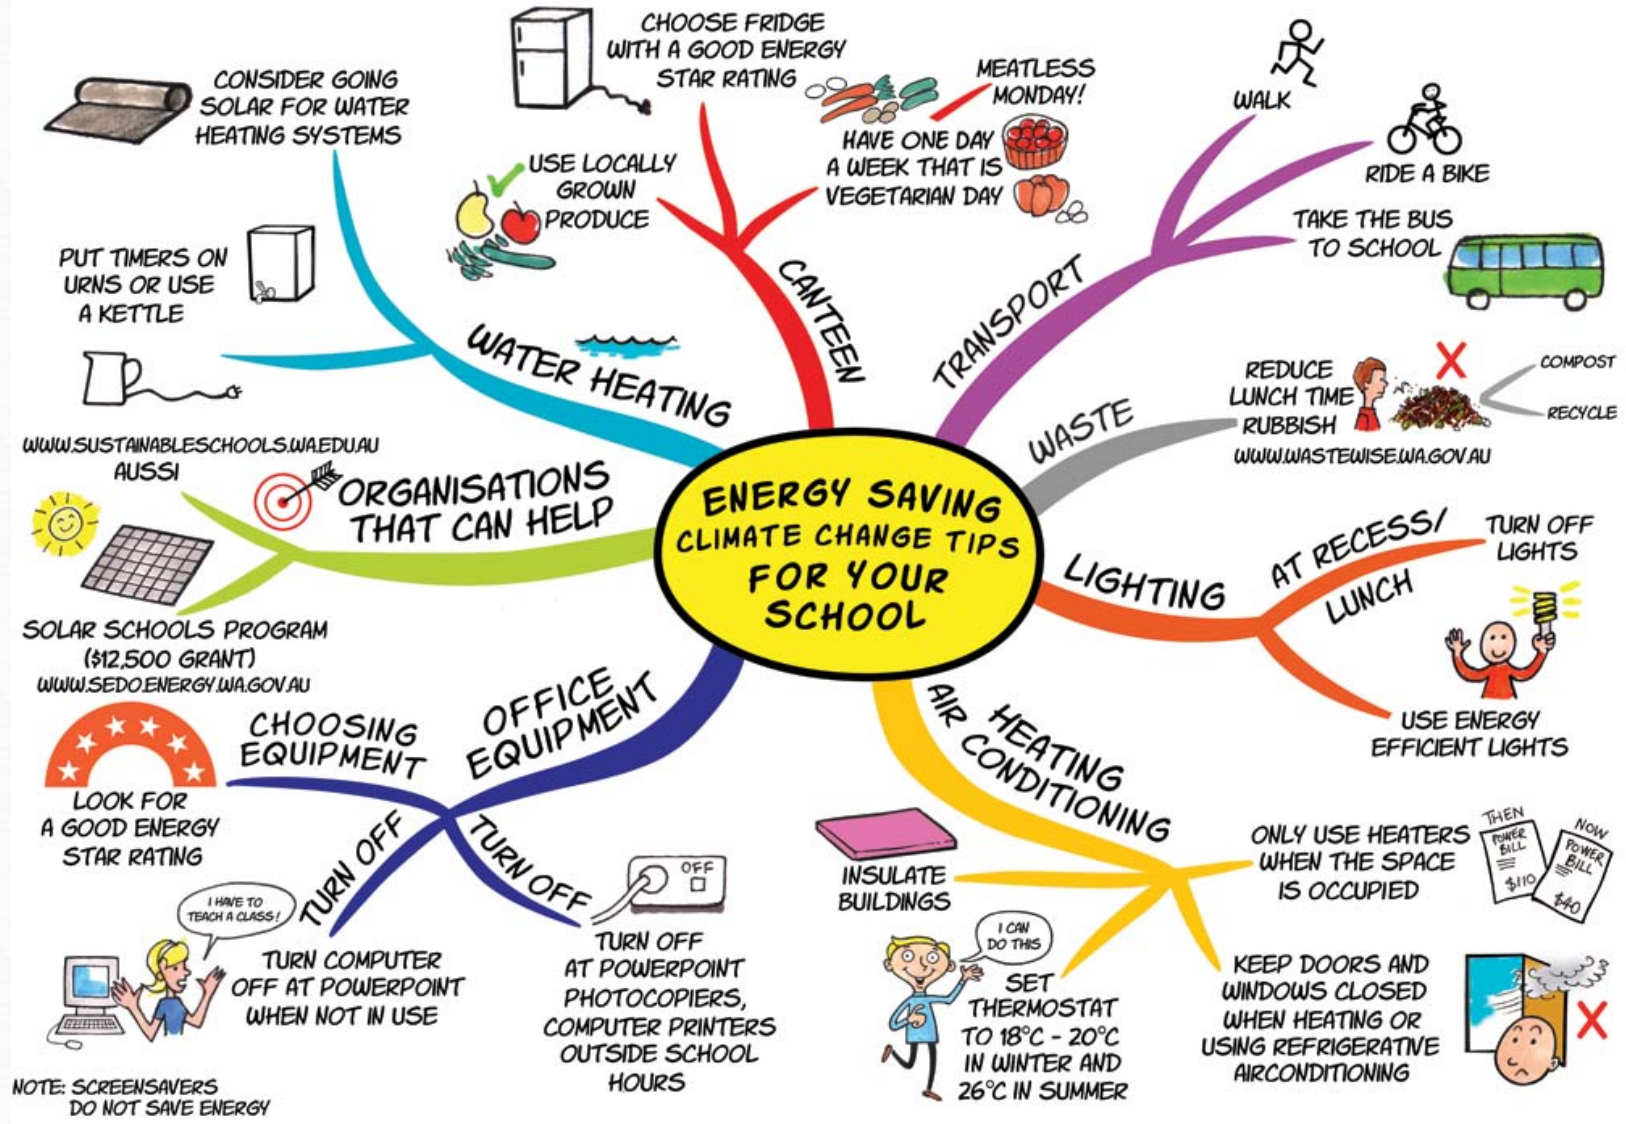 ENERGY SAVING
CLIMATE CHANGE TIPS
FOR YOUR
SCHOOL
CANTEEN
CHOOSE FRIDGE
WITH A GOOD ENERGY
STAR RATING
USE LOCALLY
GROWN
PRODUCE
MEATLESS
MONDAY!
HAVE ONE DAY
A WEEK THAT IS
VEGETARIAN DAY
TRANSPORT
WALK
RIDE A BIKE
TAKE THE BUS
TO SCHOOL
WASTE
REDUCE
LUNCH TIME
RUBBISH
WWW.WASTEWISE.WA.GOV.AU
COMPOST
RECYCLE
LIGHTING
AT RECESS/
LUNCH
TURN OFF
LIGHTS
USE ENERGY
EFFICIENT LIGHTS
HEATING
AIR CONDITIONING
ONLY USE HEATERS
WHEN THE SPACE
IS OCCUPIED
THEN
POWER
BILL
$110
NOW
POWER
BILL
$40
KEEP DOORS AND
WINDOWS CLOSED
WHEN HEATING OR
USING REFRIGERATIVE
AIRCONDITIONING
I CAN
DO THIS
SET
THERMOSTAT
TO 18°C - 20°C
IN WINTER AND
26°C IN SUMMER
INSULATE
BUILDINGS
OFFICE
EQUIPMENT
TURN OFF
OFF
TURN OFF
AT POWERPOINT
PHOTOCOPIERS,
COMPUTER PRINTERS
OUTSIDE SCHOOL
HOURS
TURN OFF
I HAVE TO
TEACH A CLASS!
TURN COMPUTER
OFF AT POWERPOINT
WHEN NOT IN USE
NOTE: SCREENSAVERS
DO NOT SAVE ENERGY
CHOOSING
EQUIPMENT
LOOK FOR
A GOOD ENERGY
STAR RATING
ORGANISATIONS
THAT CAN HELP
WWW.SUSTAINABLESCHOOLS.WA.EDU.AU
AUSSI
SOLAR SCHOOLS PROGRAM
($12,500 GRANT)
WWW.SEDO.ENERGY.WA.GOV.AU
WATER HEATING
PUT TIMERS ON
URNS OR USE
A KETTLE
CONSIDER GOING
SOLAR FOR WATER
HEATING SYSTEMS